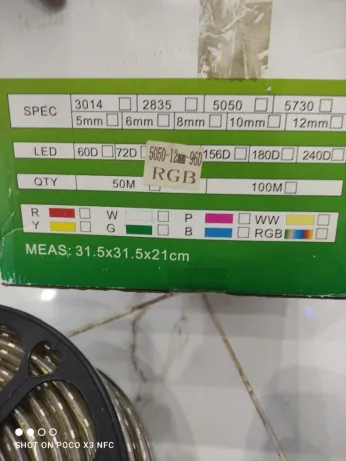 SPEC 3014 2835 5050 5730
5mm 6mm 8mm 10mm 12mm
5050-12mm-96D
RGB
LED 60D 72D 156D 180D 240D
QTY 50M 100M
R W P WW
Y G B RGB
MEAS: 31.5x31.5x21cm
SHOT ON POCO X3 NFC